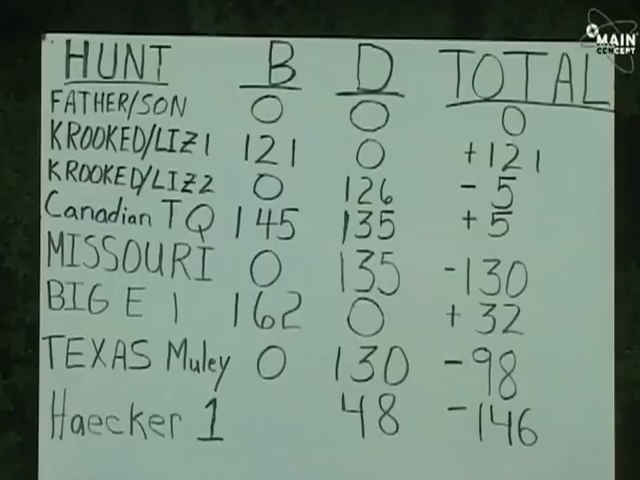 MAIN
CONCEPT
HUNT B D TOTAL
FATHER/SON 0 0 0
KROOKED/LIZ1 121 0 +121
KROOKED/LIZ2 0 126 -5
Canadian TQ 145 135 +5
MISSOURI 0 135 -130
BIG E 1 162 0 +32
TEXAS Muley 0 130 -98
Haecker 1 48 -146